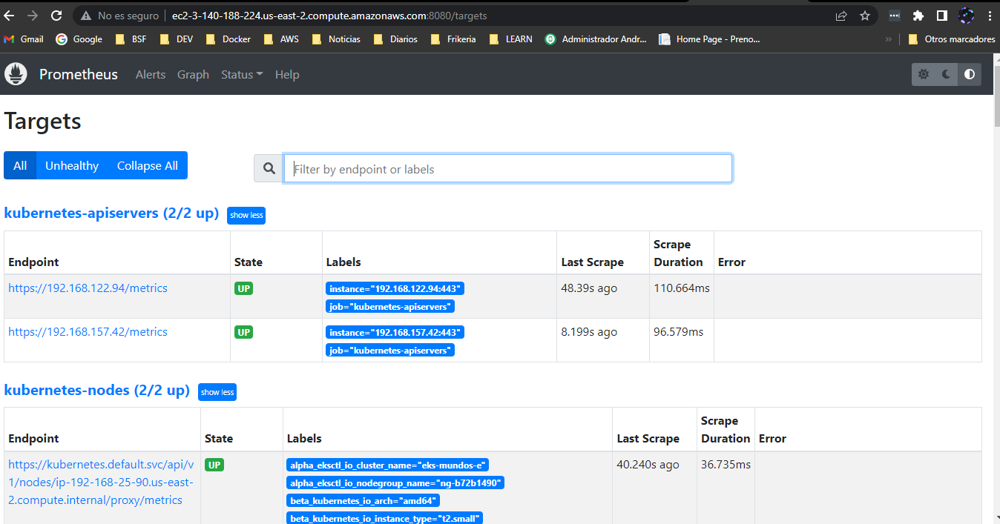 No es seguro
ec2-3-140-188-224.us-east-2.compute.amazonaws.com:8080/targets
Gmail
Google
BSF
DEV
Docker
AWS
Noticias
Diarios
Frikeria
LEARN
Administrador Andr...
Home Page - Preno...
»
Otros marcadores
Prometheus
Alerts
Graph
Status
Help
Targets
All
Unhealthy
Collapse All
Filter by endpoint or labels
kubernetes-apiservers (2/2 up)
show less
Endpoint
State
Labels
Last Scrape
Scrape
Duration
Error
https://192.168.122.94/metrics
UP
instance="192.168.122.94:443"
job="kubernetes-apiservers"
48.39s ago
110.664ms
https://192.168.157.42/metrics
UP
instance="192.168.157.42:443"
job="kubernetes-apiservers"
8.199s ago
96.579ms
kubernetes-nodes (2/2 up)
show less
Endpoint
State
Labels
Last Scrape
Scrape
Duration
Error
https://kubernetes.default.svc/api/v
1/nodes/ip-192-168-25-90.us-east-
2.compute.internal/proxy/metrics
UP
alpha_eksctl_io_cluster_name="eks-mundos-e"
alpha_eksctl_io_nodegroup_name="ng-b72b1490"
beta_kubernetes_io_arch="amd64"
beta_kubernetes_io_instance_type="t2.small"
40.240s ago
36.735ms